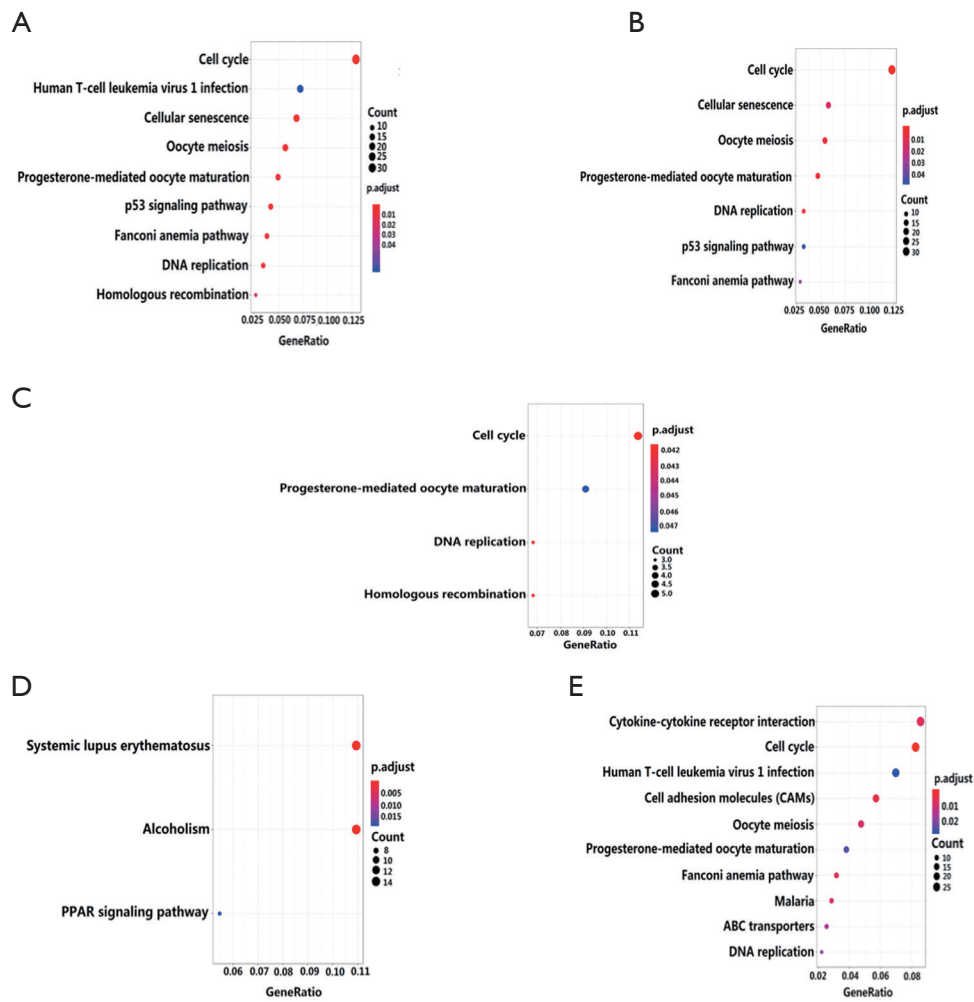 A
Cell cycle
Human T-cell leukemia virus 1 infection
Cellular senescence
Oocyte meiosis
Progesterone-mediated oocyte maturation
p53 signaling pathway
Fanconi anemia pathway
DNA replication
Homologous recombination
0.025 0.050 0.075 0.100 0.125
GeneRatio
Count
10
15
20
25
30
p.adjust
0.01
0.02
0.03
0.04
B
Cell cycle
Cellular senescence
Oocyte meiosis
Progesterone-mediated oocyte maturation
DNA replication
p53 signaling pathway
Fanconi anemia pathway
0.025 0.050 0.075 0.100 0.125
GeneRatio
p.adjust
0.01
0.02
0.03
0.04
Count
10
15
20
25
30
C
Cell cycle
Progesterone-mediated oocyte maturation
DNA replication
Homologous recombination
0.07 0.08 0.09 0.10 0.11
GeneRatio
p.adjust
0.042
0.043
0.044
0.045
0.046
0.047
Count
3.0
3.5
4.0
4.5
5.0
D
Systemic lupus erythematosus
Alcoholism
PPAR signaling pathway
0.06 0.07 0.08 0.09 0.10 0.11
GeneRatio
p.adjust
0.005
0.010
0.015
Count
8
10
12
14
E
Cytokine-cytokine receptor interaction
Cell cycle
Human T-cell leukemia virus 1 infection
Cell adhesion molecules (CAMs)
Oocyte meiosis
Progesterone-mediated oocyte maturation
Fanconi anemia pathway
Malaria
ABC transporters
DNA replication
0.02 0.04 0.06 0.08
GeneRatio
p.adjust
0.01
0.02
Count
10
15
20
25